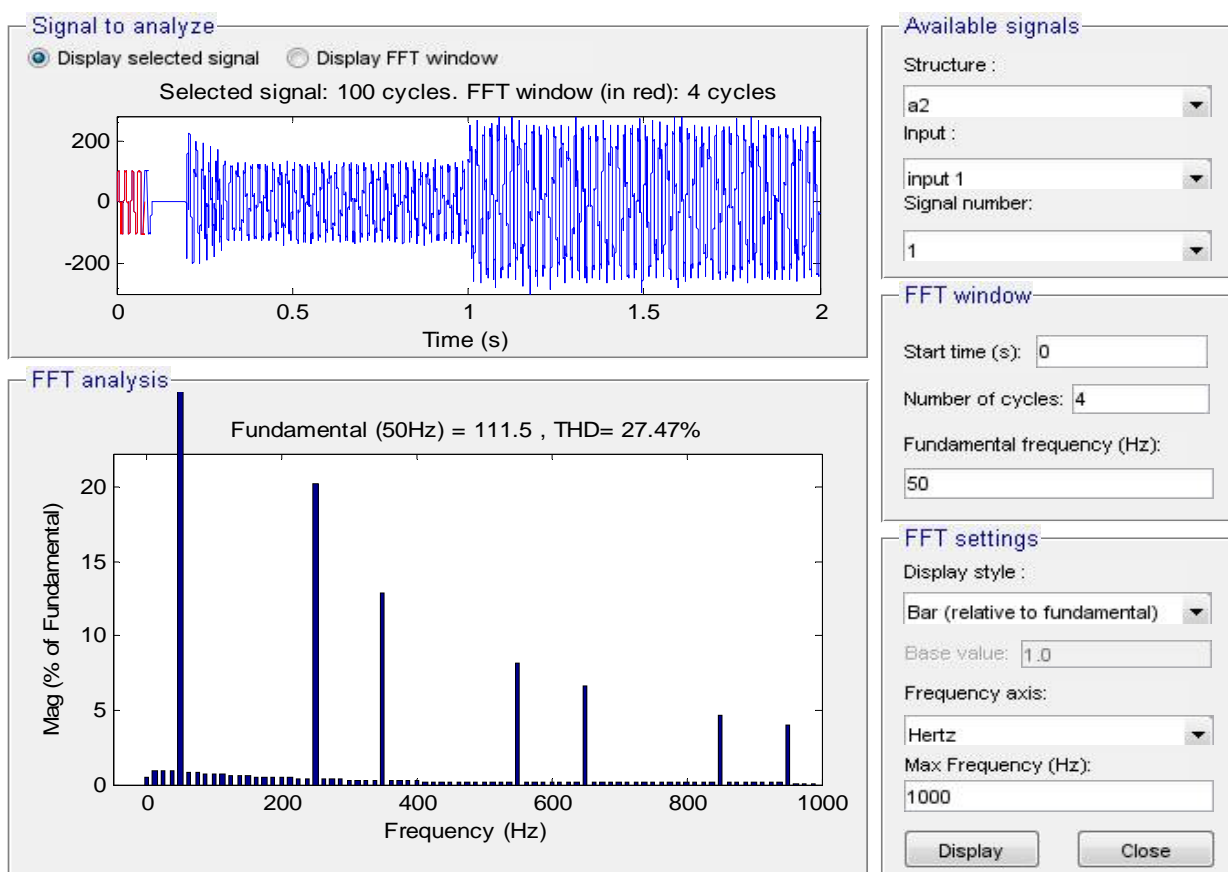 Signal to analyze
Display selected signal Display FFT window
Selected signal: 100 cycles. FFT window (in red): 4 cycles
200
0
-200
0 0.5 1 1.5 2
Time (s)
FFT analysis
Fundamental (50Hz) = 111.5 , THD= 27.47%
20
15
10
5
0
Mag (% of Fundamental)
0 200 400 600 800 1000
Frequency (Hz)
Available signals
Structure :
a2
Input :
input 1
Signal number:
1
FFT window
Start time (s): 0
Number of cycles: 4
Fundamental frequency (Hz):
50
FFT settings
Display style :
Bar (relative to fundamental)
Base value: 1.0
Frequency axis:
Hertz
Max Frequency (Hz):
1000
Display Close